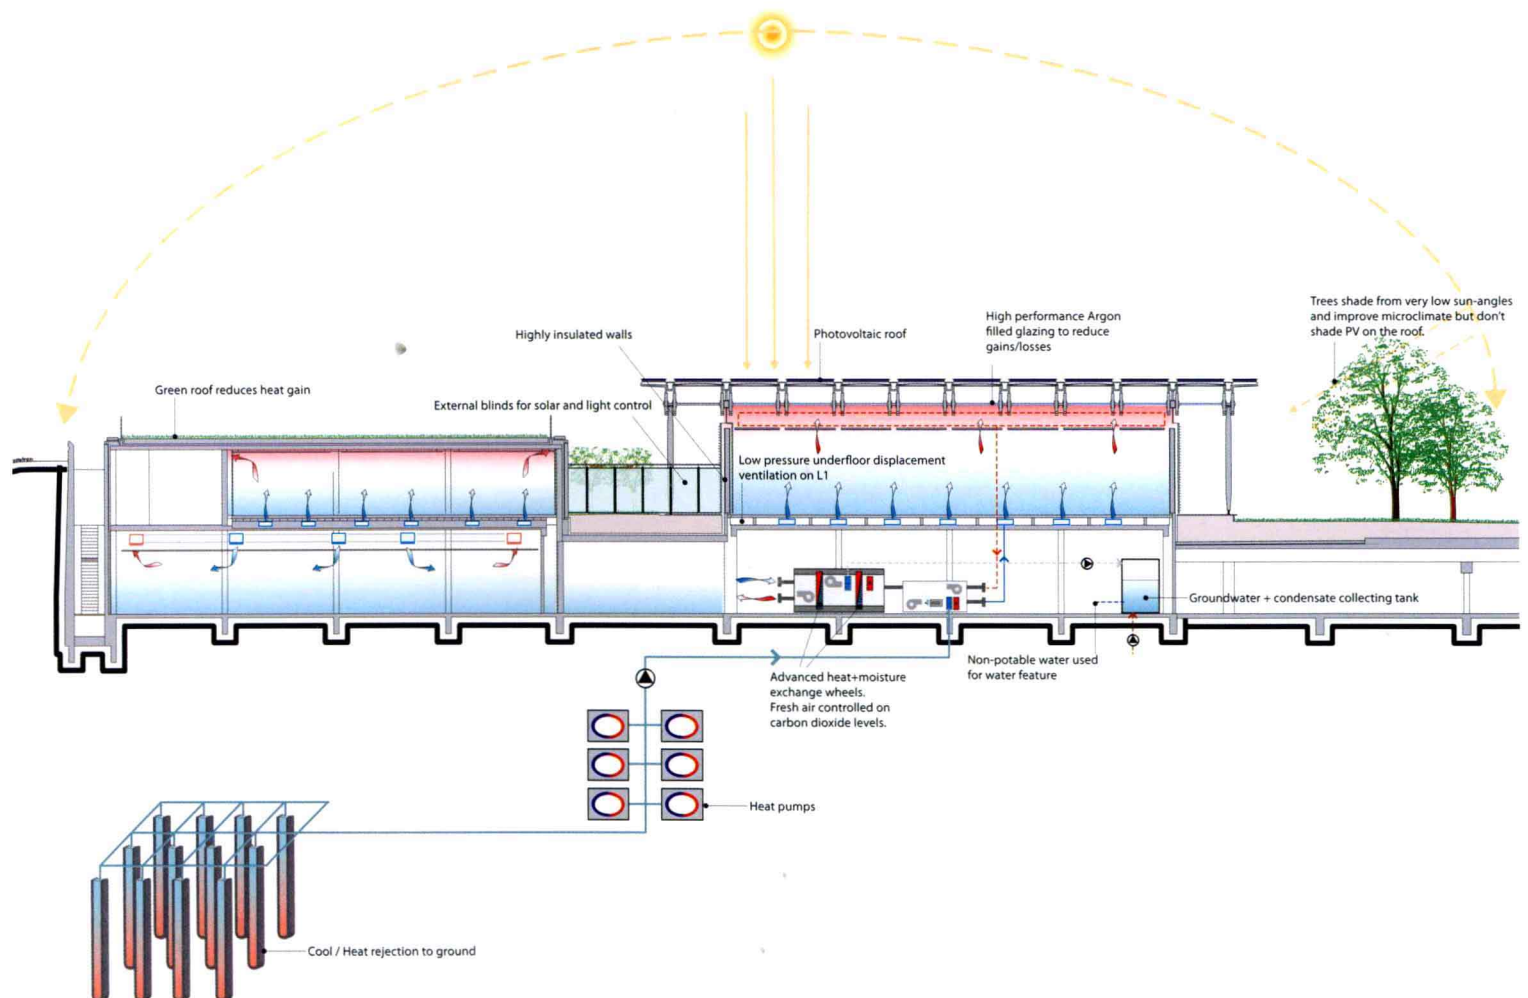 Trees shade from very low sun-angles
and improve microclimate but don't
shade PV on the roof.
High performance Argon
filled glazing to reduce
gains/losses
Photovoltaic roof
Highly insulated walls
Green roof reduces heat gain
External blinds for solar and light control
Low pressure underfloor displacement
ventilation on L1
Groundwater + condensate collecting tank
Non-potable water used
for water feature
Advanced heat+moisture
exchange wheels.
Fresh air controlled on
carbon dioxide levels.
Heat pumps
Cool / Heat rejection to ground